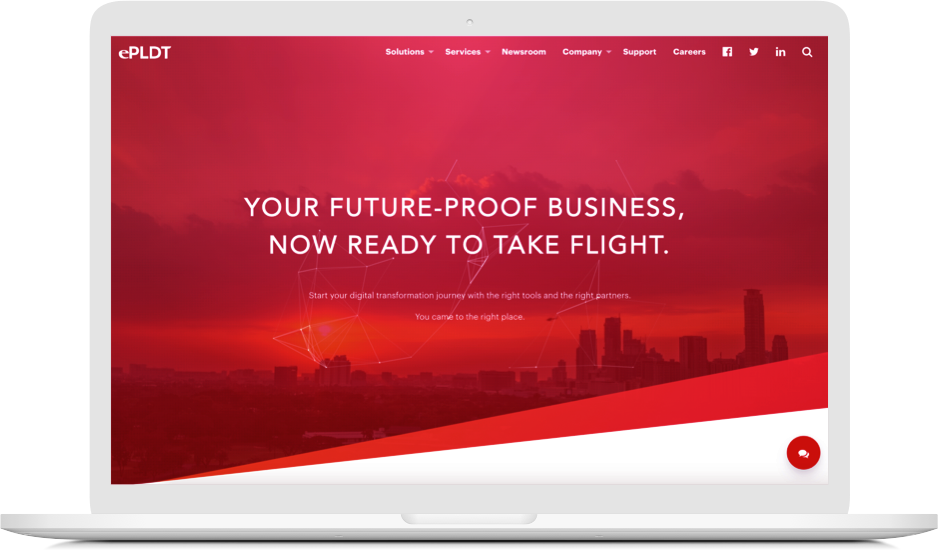 ePLDT
Solutions Services Newsroom Company Support Careers
YOUR FUTURE-PROOF BUSINESS,
NOW READY TO TAKE FLIGHT.
Start your digital transformation journey with the right tools and the right partners.
You came to the right place.